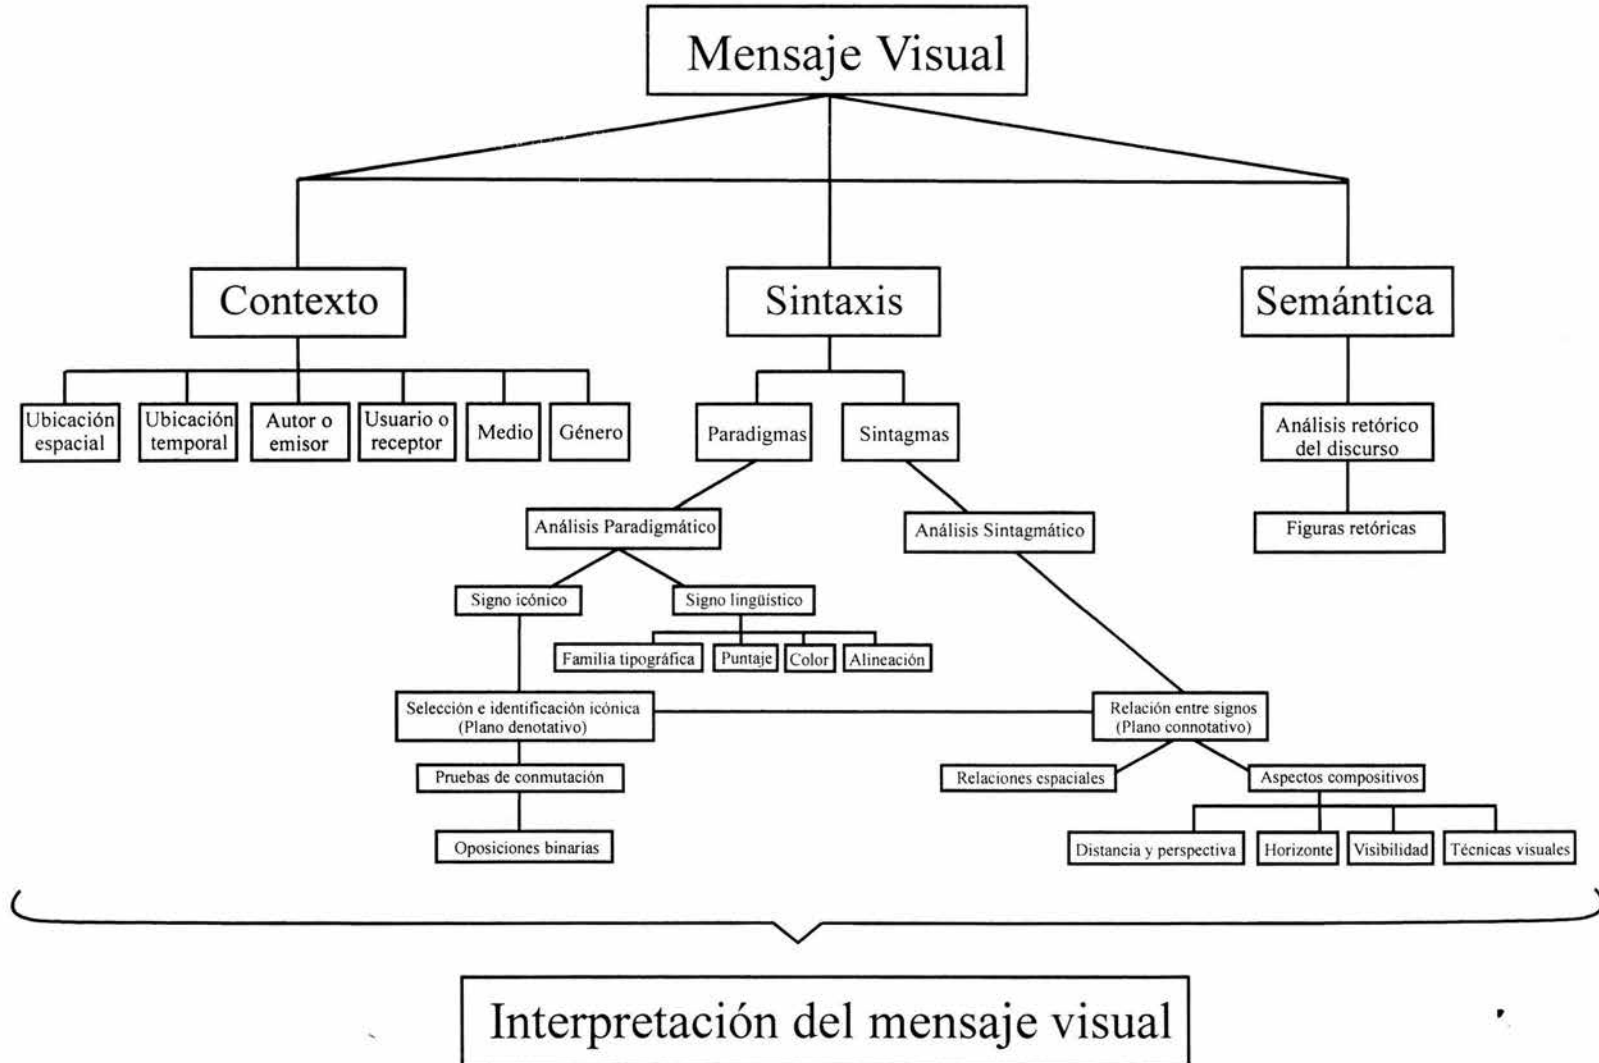 Mensaje Visual
Contexto
Sintaxis
Semántica
Ubicación
espacial
Ubicación
temporal
Autor o
emisor
Usuario o
receptor
Medio
Género
Paradigmas
Sintagmas
Análisis retórico
del discurso
Análisis Paradigmático
Análisis Sintagmático
Figuras retóricas
Signo icónico
Signo lingüístico
Familia tipográfica
Puntaje
Color
Alineación
Selección e identificación icónica
(Plano denotativo)
Relación entre signos
(Plano connotativo)
Pruebas de conmutación
Relaciones espaciales
Aspectos compositivos
Oposiciones binarias
Distancia y perspectiva
Horizonte
Visibilidad
Técnicas visuales
Interpretación del mensaje visual